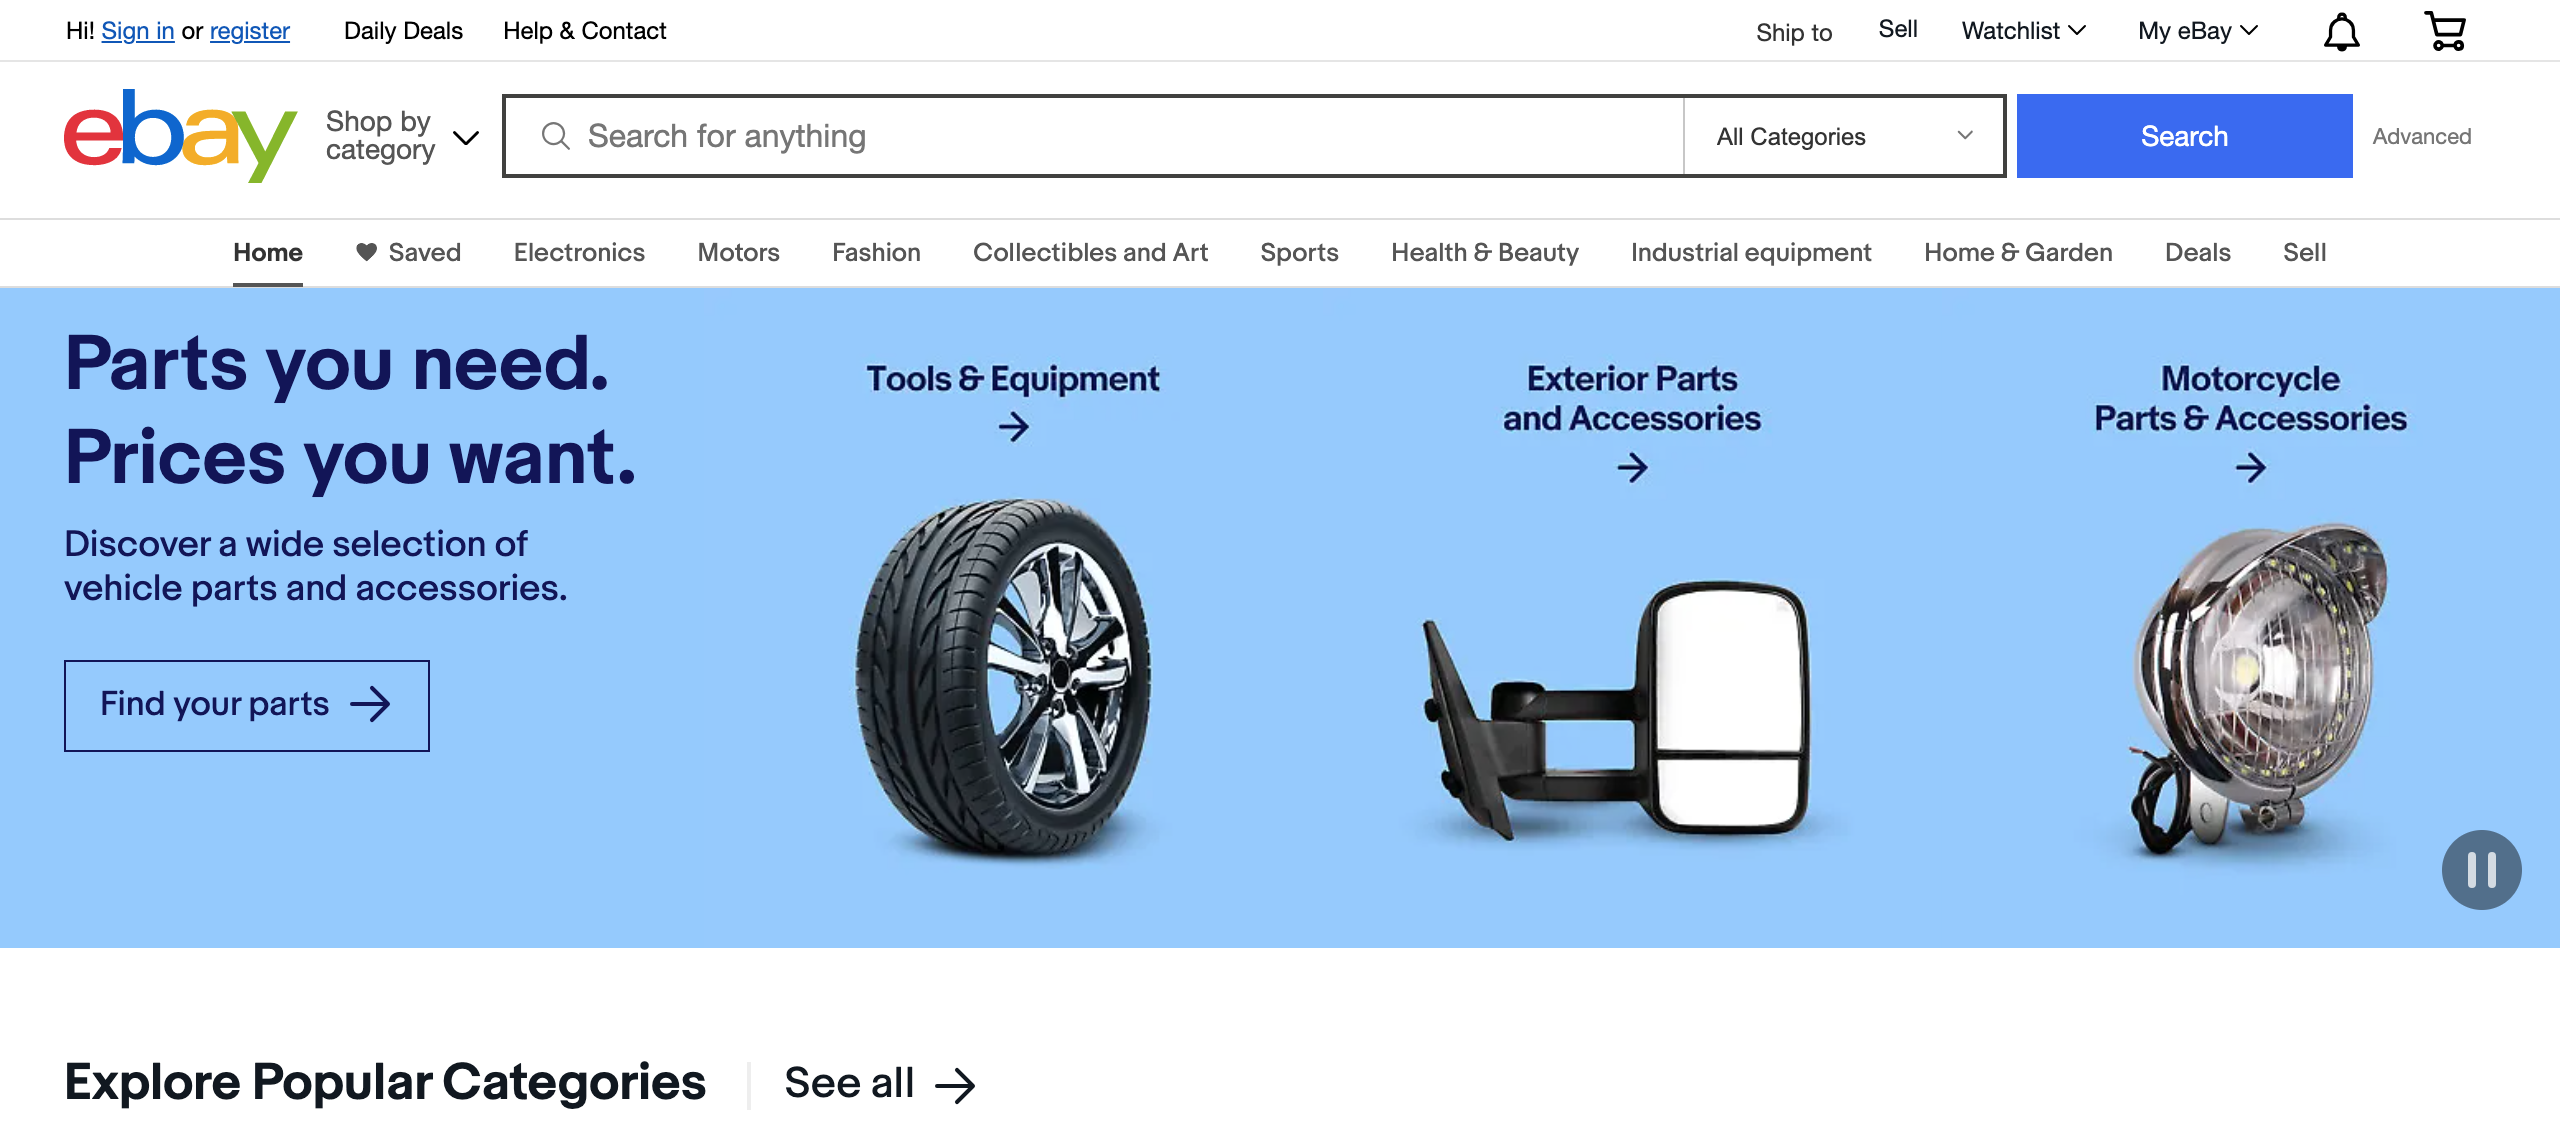 Hi! Sign in or register Daily Deals Help & Contact Ship to Sell Watchlist My eBay
ebay
Shop by
category
Search for anything
All Categories
Search
Advanced
Home Saved Electronics Motors Fashion Collectibles and Art Sports Health & Beauty Industrial equipment Home & Garden Deals Sell
Parts you need.
Prices you want.
Discover a wide selection of
vehicle parts and accessories.
Find your parts
Tools & Equipment
Exterior Parts
and Accessories
Motorcycle
Parts & Accessories
Explore Popular Categories
See all